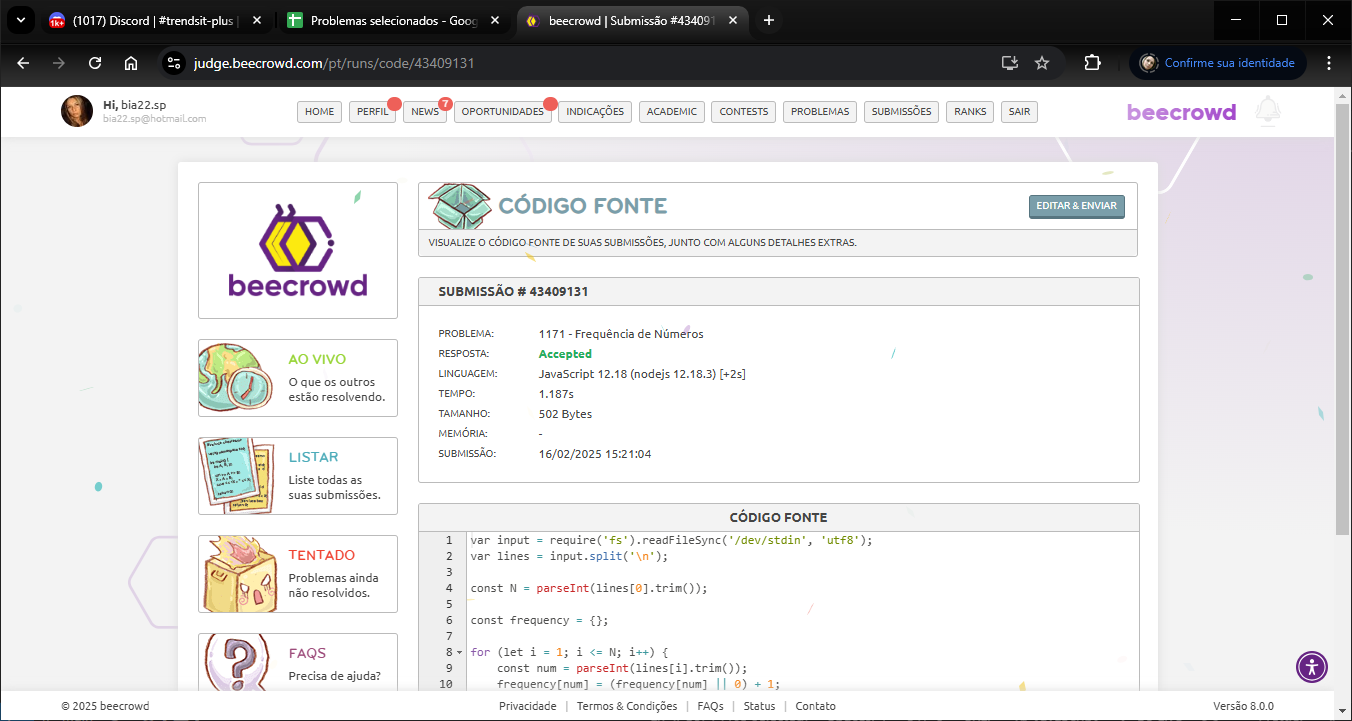 (1017) Discord | #trendsit-plus |
Problemas selecionados - Goog
beecrowd | Submissão #434091
judge.beecrowd.com/pt/runs/code/43409131
Confirme sua identidade
Hi, bia22.sp
bia22.sp@hotmail.com
HOME
PERFIL
NEWS
7
OPORTUNIDADES
INDICAÇÕES
ACADEMIC
CONTESTS
PROBLEMAS
SUBMISSÕES
RANKS
SAIR
beecrowd
beecrowd
AO VIVO
O que os outros
estão resolvendo.
LISTAR
Liste todas as
suas submissões.
TENTADO
Problemas ainda
não resolvidos.
FAQS
Precisa de ajuda?
CÓDIGO FONTE
EDITAR & ENVIAR
VISUALIZE O CÓDIGO FONTE DE SUAS SUBMISSÕES, JUNTO COM ALGUNS DETALHES EXTRAS.
SUBMISSÃO # 43409131
PROBLEMA: 1171 - Frequência de Números
RESPOSTA: Accepted
LINGUAGEM: JavaScript 12.18 (nodejs 12.18.3) [+2s]
TEMPO: 1.187s
TAMANHO: 502 Bytes
MEMÓRIA: -
SUBMISSÃO: 16/02/2025 15:21:04
CÓDIGO FONTE
1 var input = require('fs').readFileSync('/dev/stdin', 'utf8');
2 var lines = input.split('\n');
3
4 const N = parseInt(lines[0].trim());
5
6 const frequency = {};
7
8 for (let i = 1; i <= N; i++) {
9 const num = parseInt(lines[i].trim());
10 frequency[num] = (frequency[num] || 0) + 1;
© 2025 beecrowd
Privacidade | Termos & Condições | FAQs | Status | Contato
Versão 8.0.0